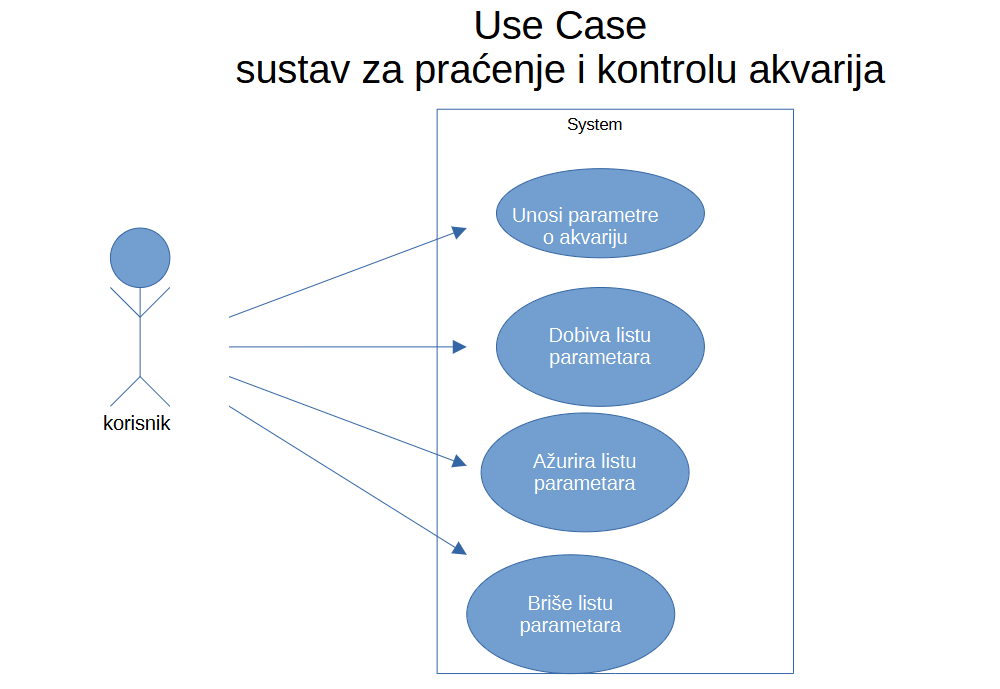 Use Case
sustav za praćenje i kontrolu akvarija
System
Unosi parametre
o akvariju
Dobiva listu
parametara
korisnik
Ažurira listu
parametara
Briše listu
parametara